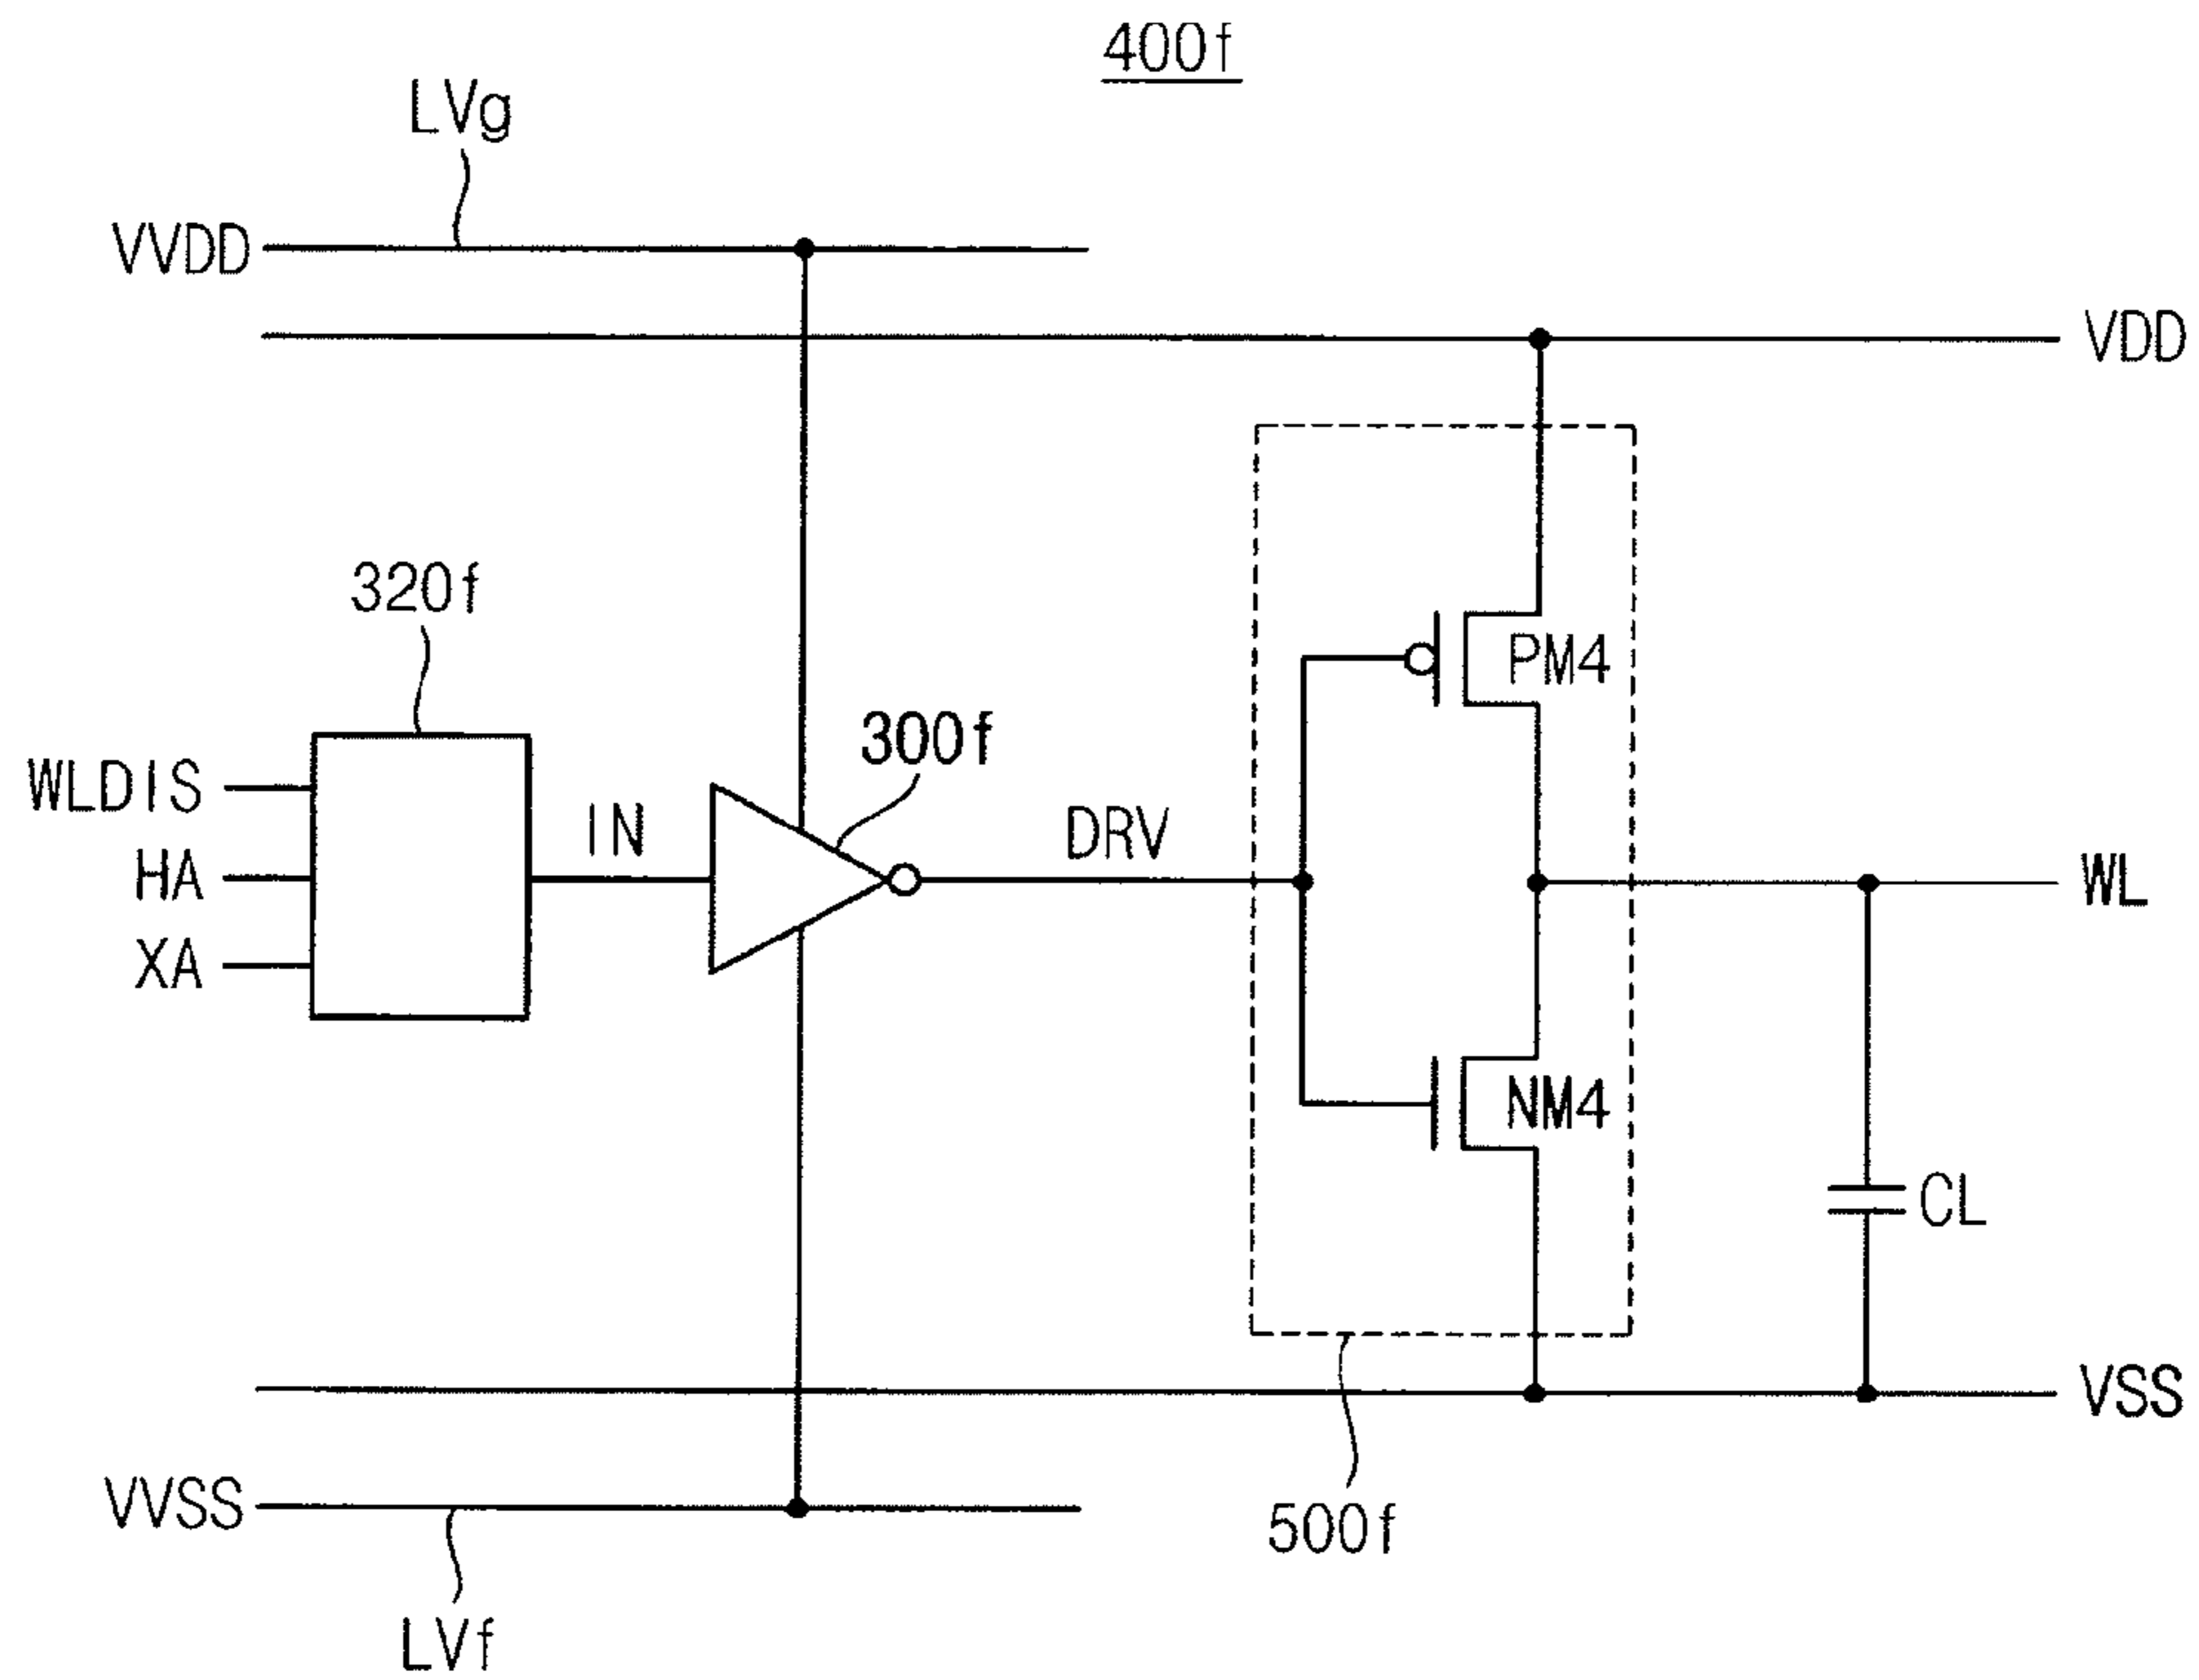 400f
LVg
VVDD
VDD
320f
PM4
300f
WLDIS
IN
DRV
HA
WL
XA
NM4
CL
VSS
VVSS
500f
LVf